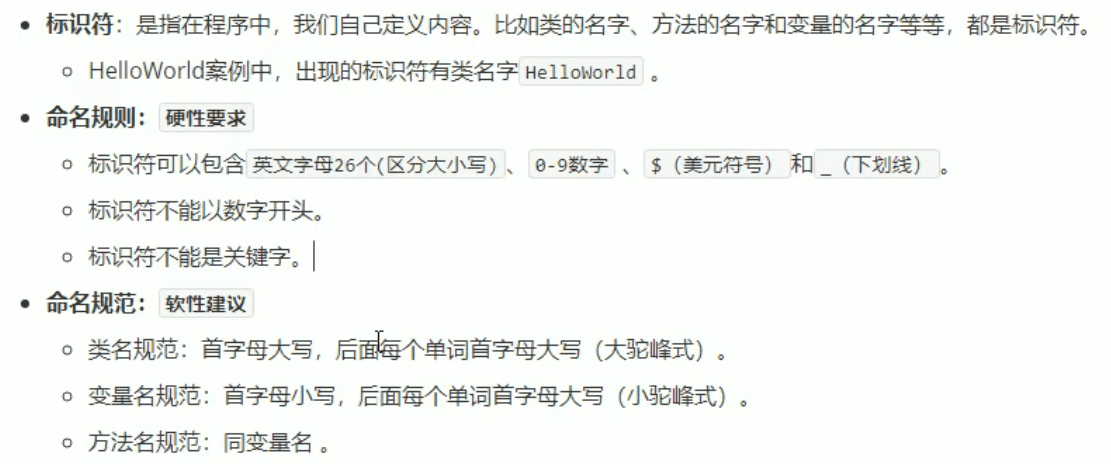 标识符：是指在程序中，我们自己定义内容。比如类的名字、方法的名字和变量的名字等等，都是标识符。
HelloWorld案例中，出现的标识符有类名字 HelloWorld 。
命名规则： 硬性要求
标识符可以包含 英文字母26个(区分大小写) 、 0-9数字 、 $（美元符号） 和 _（下划线） 。
标识符不能以数字开头。
标识符不能是关键字。
命名规范： 软性建议
类名规范：首字母大写，后面每个单词首字母大写（大驼峰式）。
变量名规范：首字母小写，后面每个单词首字母大写（小驼峰式）。
方法名规范：同变量名 。